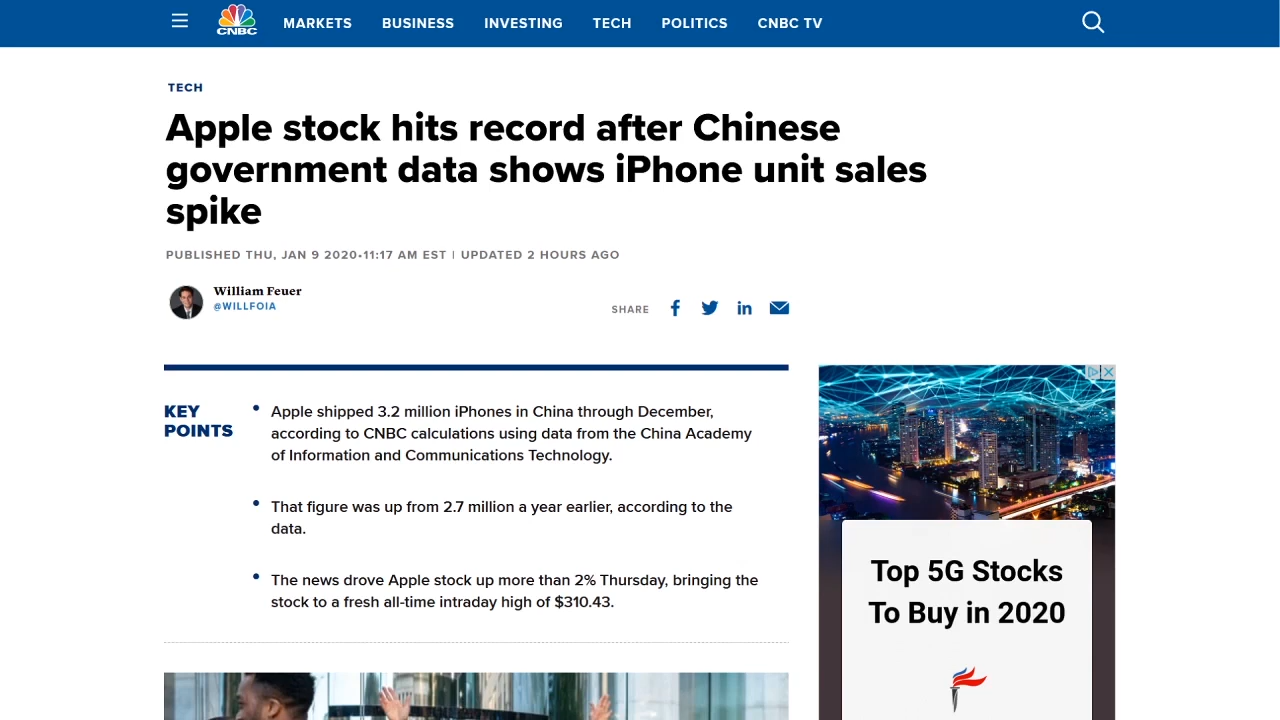 CNBC
MARKETS
BUSINESS
INVESTING
TECH
POLITICS
CNBC TV
TECH
Apple stock hits record after Chinese
government data shows iPhone unit sales
spike
PUBLISHED THU, JAN 9 2020•11:17 AM EST | UPDATED 2 HOURS AGO
William Feuer
@WILLFOIA
SHARE
KEY
POINTS
• Apple shipped 3.2 million iPhones in China through December,
according to CNBC calculations using data from the China Academy
of Information and Communications Technology.
• That figure was up from 2.7 million a year earlier, according to the
data.
• The news drove Apple stock up more than 2% Thursday, bringing the
stock to a fresh all-time intraday high of $310.43.
Top 5G Stocks
To Buy in 2020